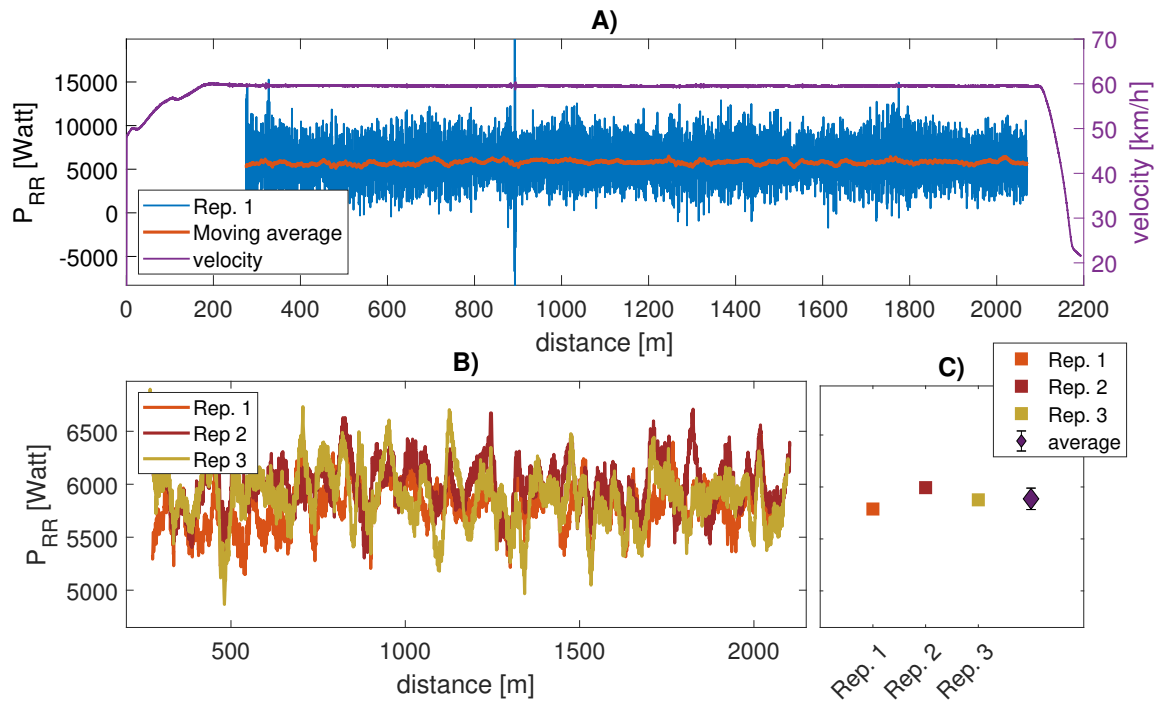 A)
P_RR [Watt]
15000
10000
5000
0
-5000
70
60
50
40
30
20
velocity [km/h]
Rep. 1
Moving average
velocity
0 200 400 600 800 1000 1200 1400 1600 1800 2000 2200
distance [m]
B)
P_RR [Watt]
6500
6000
5500
5000
Rep. 1
Rep 2
Rep 3
500 1000 1500 2000
distance [m]
C)
Rep. 1
Rep. 2
Rep. 3
average
Rep. 1
Rep. 2
Rep. 3